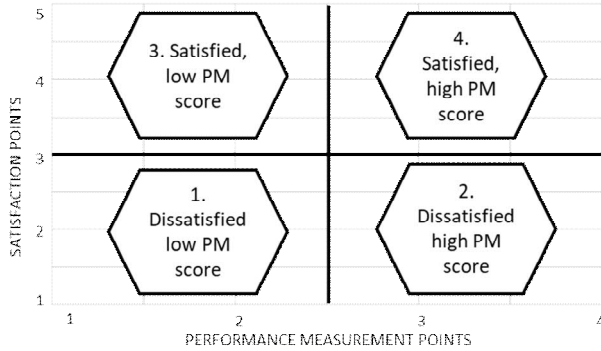 5
4
3
2
1
SATISFACTION POINTS
3. Satisfied,
low PM
score
4.
Satisfied,
high PM
score
1.
Dissatisfied
low PM
score
2.
Dissatisfied
high PM
score
1 2 3 4
PERFORMANCE MEASUREMENT POINTS